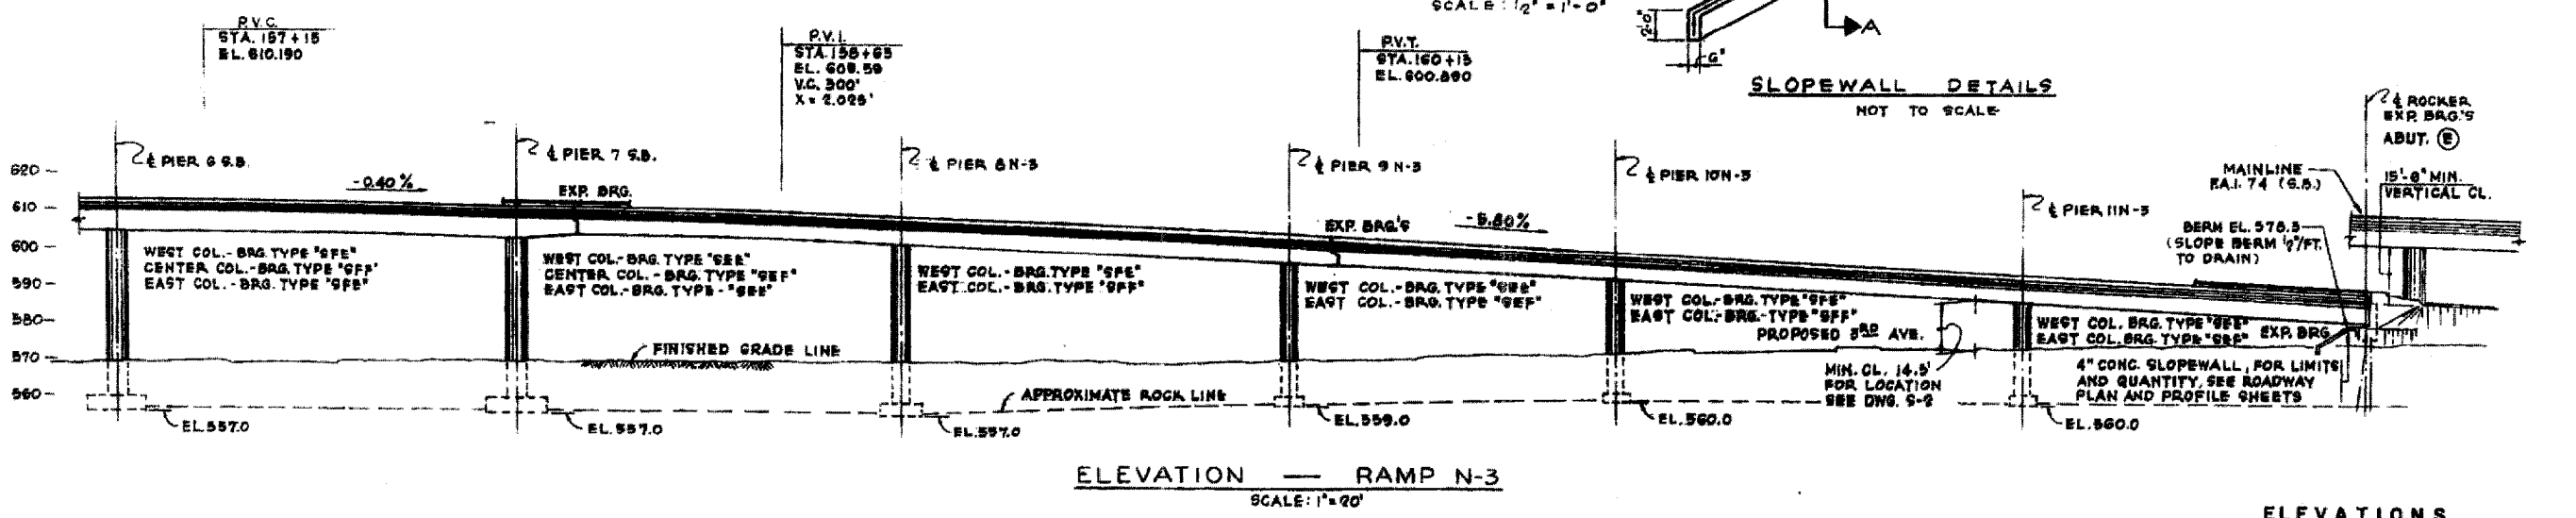 SCALE: 1/2" = 1'-0"
P.V.C.
STA. 157+15
EL. 610.190
P.V.I.
STA. 158+65
EL. 609.59
V.C. 300'
X = 2.025'
P.V.T.
STA. 160+15
EL. 600.890
2'-0"
6"
A
SLOPEWALL DETAILS
NOT TO SCALE
℄ ROCKER
EXP. BRG.'S
ABUT. Ⓔ
15'-8" MIN.
VERTICAL CL.
MAINLINE
F.A.I. 74 (S.B.)
BERM EL. 578.5
(SLOPE BERM 1/2"/FT.
TO DRAIN)
℄ PIER 6 S.B.
℄ PIER 7 S.B.
℄ PIER 8 N-3
℄ PIER 9 N-3
℄ PIER 10N-3
℄ PIER 11N-3
620
610
600
590
580
570
560
-0.40%
EXP. BRG.
EXP. BRG'S
-5.80%
WEST COL.-BRG. TYPE "SFE"
CENTER COL.-BRG. TYPE "SFF"
EAST COL.-BRG. TYPE "SFE"
WEST COL.-BRG. TYPE "SEE"
CENTER COL.-BRG. TYPE "SEF"
EAST COL.-BRG. TYPE-"SEE"
WEST COL.-BRG. TYPE "SFE"
EAST COL.-BRG. TYPE "SFF"
WEST COL.-BRG. TYPE "SEE"
EAST COL.-BRG. TYPE "SEF"
WEST COL.-BRG. TYPE "SFE"
EAST COL.-BRG.-TYPE "SFF"
PROPOSED 3RD AVE.
WEST COL. BRG. TYPE "SEE"
EAST COL. BRG. TYPE "SEF"
EXP. BRG
FINISHED GRADE LINE
APPROXIMATE ROCK LINE
MIN. CL. 14.5'
FOR LOCATION
SEE DWG. S-2
4" CONC. SLOPEWALL, FOR LIMITS
AND QUANTITY, SEE ROADWAY
PLAN AND PROFILE SHEETS
EL. 557.0
EL. 557.0
EL. 557.0
EL. 559.0
EL. 560.0
EL. 560.0
ELEVATION — RAMP N-3
SCALE: 1"=20'
ELEVATIONS